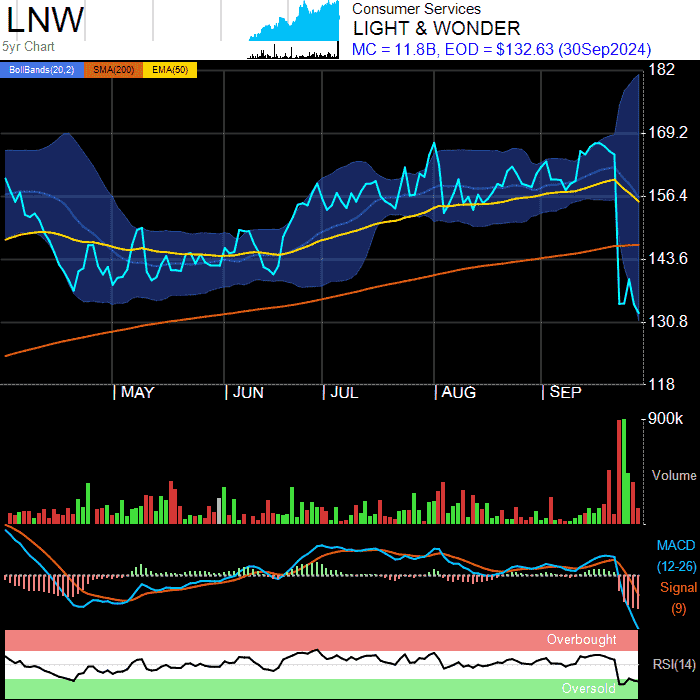 LNW
5yr Chart
Consumer Services
LIGHT & WONDER
MC = 11.8B, EOD = $132.63 (30Sep2024)
BollBands(20,2) SMA(200) EMA(50)
182
169.2
156.4
143.6
130.8
118
MAY JUN JUL AUG SEP
900k
Volume
MACD
(12-26)
Signal
(9)
Overbought
RSI(14)
Oversold